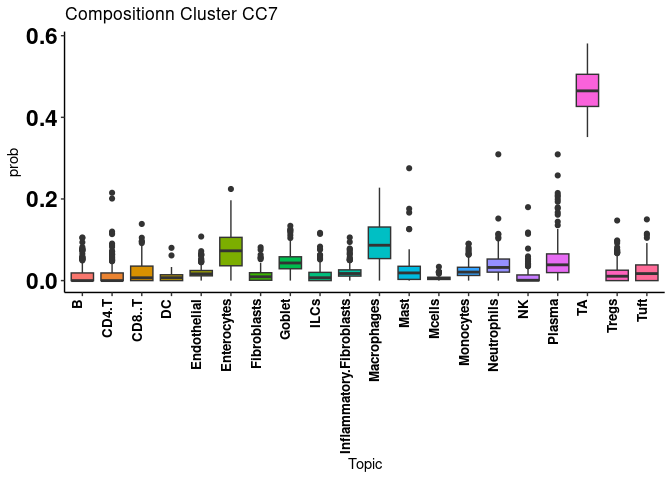 Compositionn Cluster CC7
prob
0.6
0.4
0.2
0.0
B
CD4.T
CD8..T
DC
Endothelial
Enterocytes
Fibroblasts
Goblet
ILCs
Inflammatory.Fibroblasts
Macrophages
Mast
Mcells
Monocytes
Neutrophils
NK
Plasma
TA
Tregs
Tuft
Topic